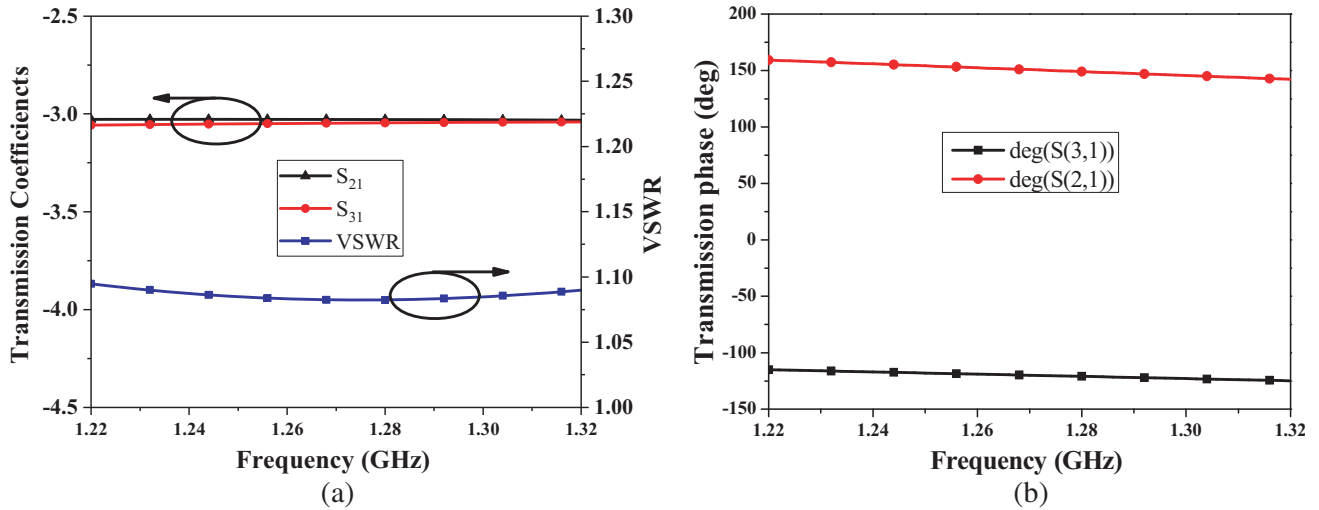 Transmission Coefficiencts
-2.5
-3.0
-3.5
-4.0
-4.5
1.30
1.25
1.20
1.15
1.10
1.05
1.00
VSWR
S21
S31
VSWR
1.22 1.24 1.26 1.28 1.30 1.32
Frequency (GHz)
(a)
Transmission phase (deg)
200
150
100
50
0
-50
-100
-150
deg(S(3,1))
deg(S(2,1))
1.22 1.24 1.26 1.28 1.30 1.32
Frequency (GHz)
(b)